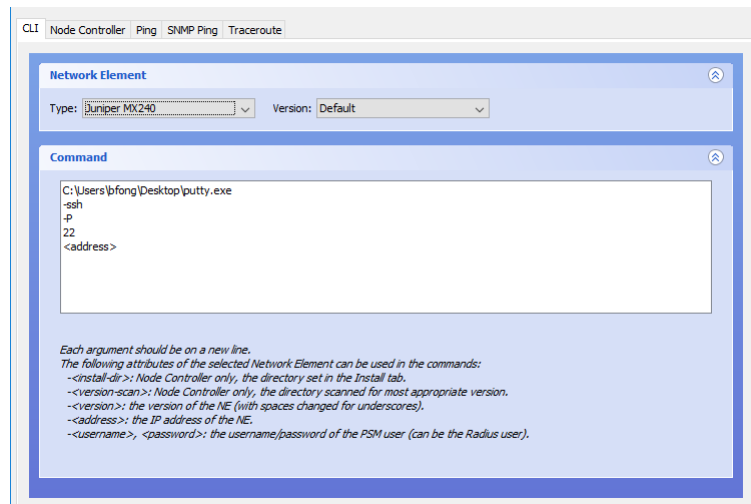 CLI Node Controller Ping SNMP Ping Traceroute
Network Element
Type: Juniper MX240 Version: Default
Command
C:\Users\bfong\Desktop\putty.exe
-ssh
-P
22
<address>
Each argument should be on a new line.
The following attributes of the selected Network Element can be used in the commands:
-<install-dir>: Node Controller only, the directory set in the Install tab.
-<version-scan>: Node Controller only, the directory scanned for most appropriate version.
-<version>: the version of the NE (with spaces changed for underscores).
-<address>: the IP address of the NE.
-<username>, <password>: the username/password of the PSM user (can be the Radius user).